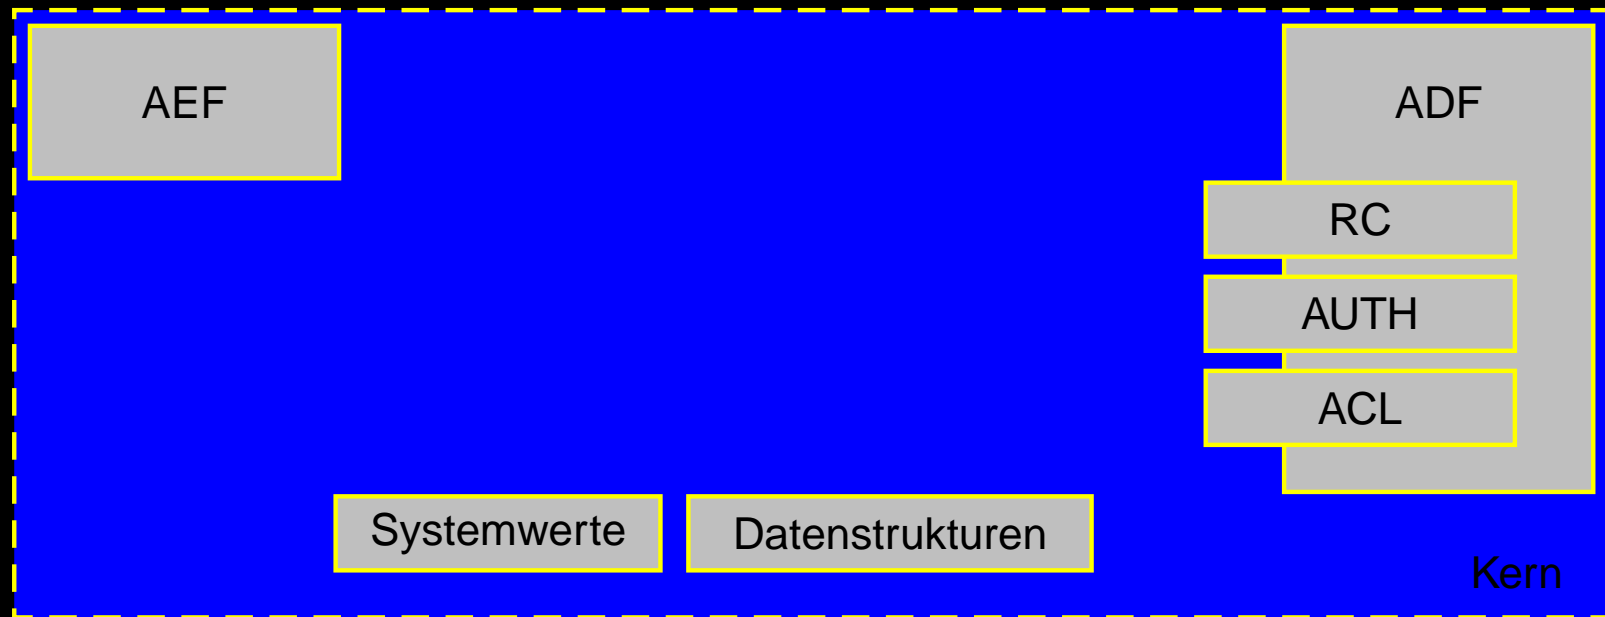 AEF
ADF
RC
AUTH
ACL
Systemwerte
Datenstrukturen
Kern